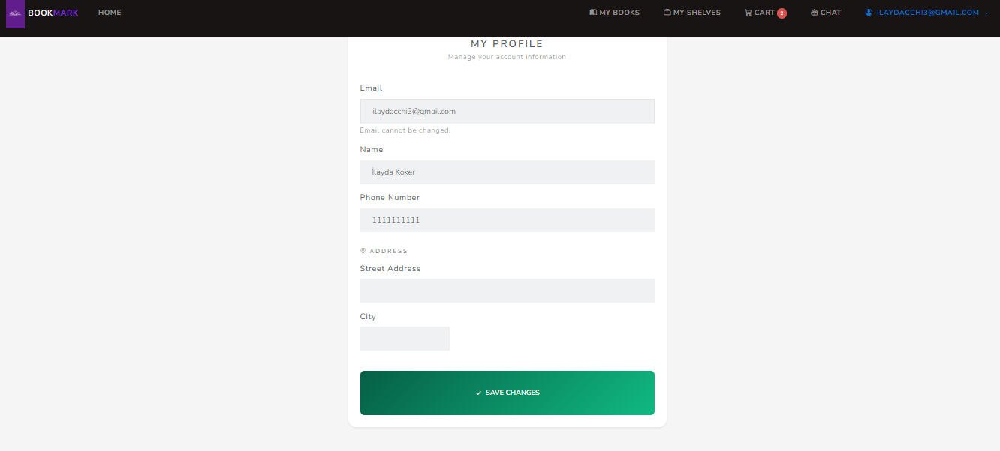 BOOKMARK HOME MY BOOKS MY SHELVES CART 2 CHAT ILAYDACCHI3@GMAIL.COM
MY PROFILE
Manage your account information
Email
ilaydacchi3@gmail.com
Email cannot be changed.
Name
İlayda Koker
Phone Number
1111111111
ADDRESS
Street Address
City
SAVE CHANGES